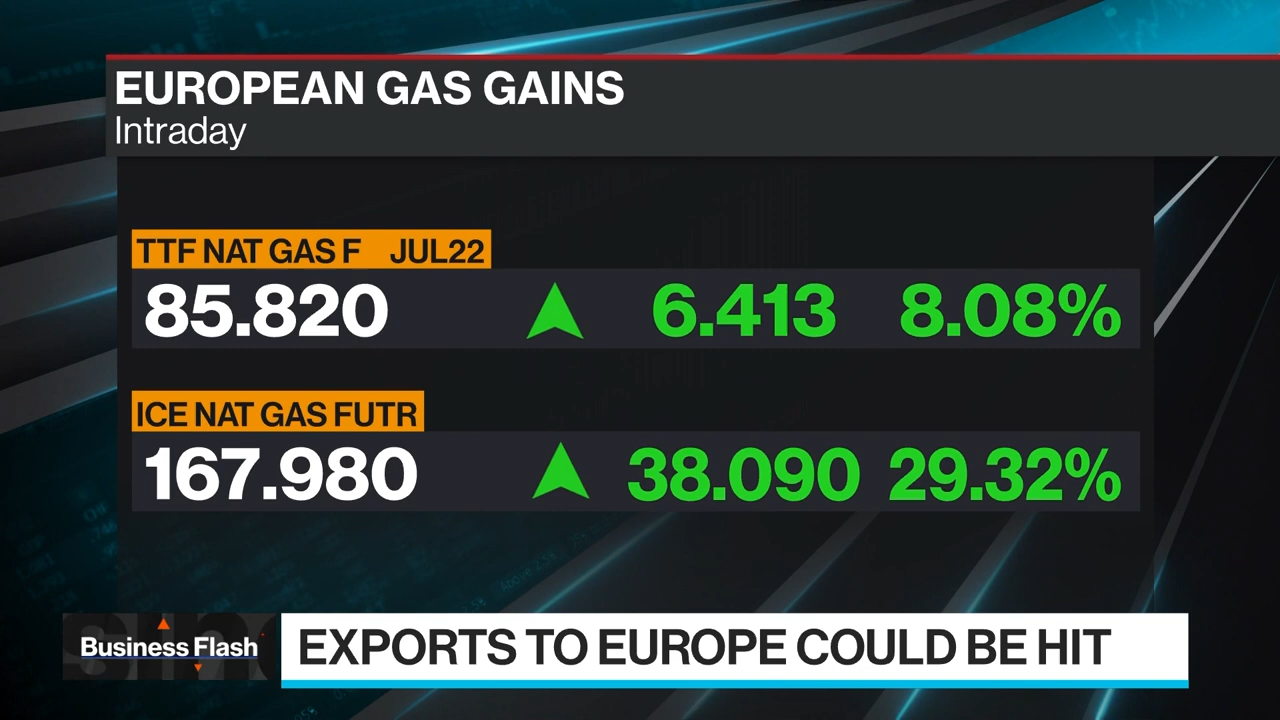 EUROPEAN GAS GAINS
Intraday
TTF NAT GAS F JUL22
85.820 6.413 8.08%
ICE NAT GAS FUTR
167.980 38.090 29.32%
Business Flash
EXPORTS TO EUROPE COULD BE HIT